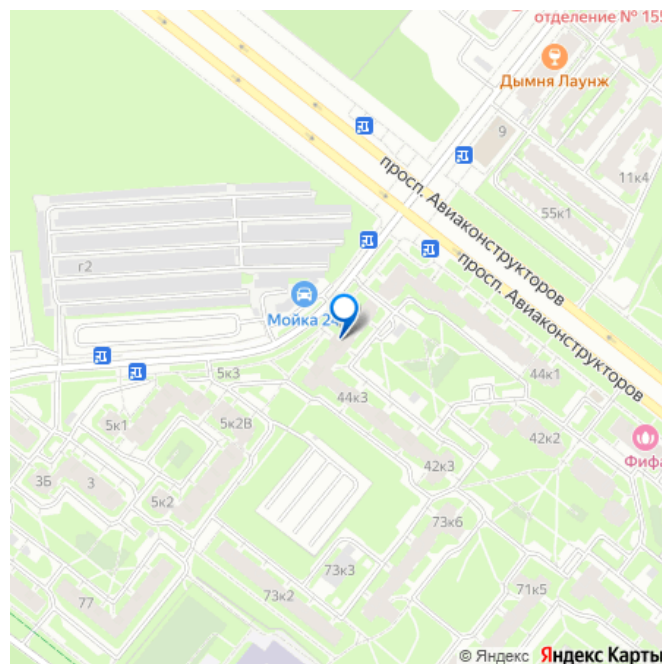 отделение № 155
Дымня Лаунж
9
11к4
55к1
просп. Авиаконструкторов
просп. Авиаконструкторов
г2
Мойка 24
5к3
44к1
44к3
5к1
5к2В
42к2
Фифа
42к3
3Б
3
5к2
73к6
73к3
71к5
77
73к2
© Яндекс Яндекс Карты